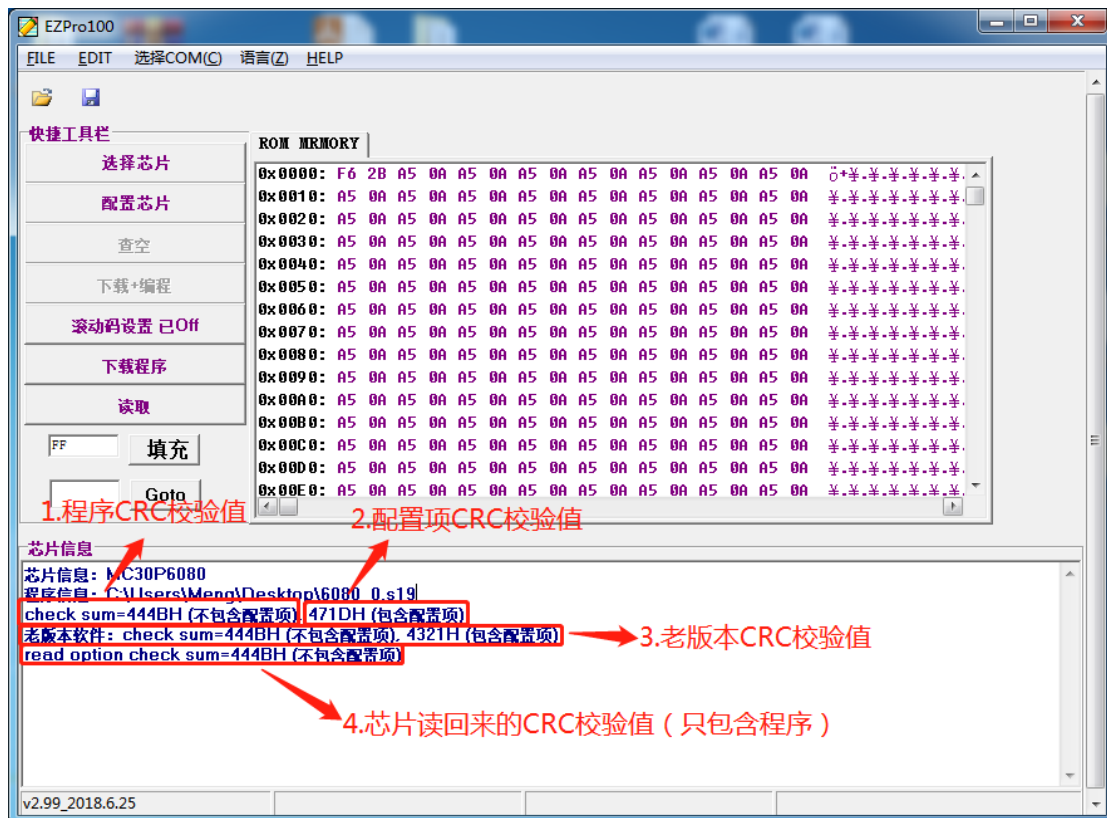 EZPro100
FILE EDIT 选择COM(C) 语言(Z) HELP
快捷工具栏
选择芯片
配置芯片
查空
下载+编程
滚动码设置 已Off
下载程序
读取
FF 填充
Goto
ROM MRMORY
0x0000: F6 2B A5 0A A5 0A A5 0A A5 0A A5 0A A5 0A A5 0A ö+¥.¥.¥.¥.¥.¥.¥.
0x0010: A5 0A A5 0A A5 0A A5 0A A5 0A A5 0A A5 0A A5 0A ¥.¥.¥.¥.¥.¥.¥.
0x0020: A5 0A A5 0A A5 0A A5 0A A5 0A A5 0A A5 0A A5 0A ¥.¥.¥.¥.¥.¥.¥.
0x0030: A5 0A A5 0A A5 0A A5 0A A5 0A A5 0A A5 0A A5 0A ¥.¥.¥.¥.¥.¥.¥.
0x0040: A5 0A A5 0A A5 0A A5 0A A5 0A A5 0A A5 0A A5 0A ¥.¥.¥.¥.¥.¥.¥.
0x0050: A5 0A A5 0A A5 0A A5 0A A5 0A A5 0A A5 0A A5 0A ¥.¥.¥.¥.¥.¥.¥.
0x0060: A5 0A A5 0A A5 0A A5 0A A5 0A A5 0A A5 0A A5 0A ¥.¥.¥.¥.¥.¥.¥.
0x0070: A5 0A A5 0A A5 0A A5 0A A5 0A A5 0A A5 0A A5 0A ¥.¥.¥.¥.¥.¥.¥.
0x0080: A5 0A A5 0A A5 0A A5 0A A5 0A A5 0A A5 0A A5 0A ¥.¥.¥.¥.¥.¥.¥.
0x0090: A5 0A A5 0A A5 0A A5 0A A5 0A A5 0A A5 0A A5 0A ¥.¥.¥.¥.¥.¥.¥.
0x00A0: A5 0A A5 0A A5 0A A5 0A A5 0A A5 0A A5 0A A5 0A ¥.¥.¥.¥.¥.¥.¥.
0x00B0: A5 0A A5 0A A5 0A A5 0A A5 0A A5 0A A5 0A A5 0A ¥.¥.¥.¥.¥.¥.¥.
0x00C0: A5 0A A5 0A A5 0A A5 0A A5 0A A5 0A A5 0A A5 0A ¥.¥.¥.¥.¥.¥.¥.
0x00D0: A5 0A A5 0A A5 0A A5 0A A5 0A A5 0A A5 0A A5 0A ¥.¥.¥.¥.¥.¥.¥.
0x00E0: A5 0A A5 0A A5 0A A5 0A A5 0A A5 0A A5 0A A5 0A ¥.¥.¥.¥.¥.¥.¥.
1.程序CRC校验值
2.配置项CRC校验值
芯片信息
芯片信息：MC30P6080
程序信息：C:\Users\Meng\Desktop\6080_0.s19
check sum=444BH (不包含配置项), 471DH (包含配置项)
老版本软件：check sum=444BH (不包含配置项), 4321H (包含配置项)
3.老版本CRC校验值
read option check sum=444BH (不包含配置项)
4.芯片读回来的CRC校验值（只包含程序）
v2.99_2018.6.25